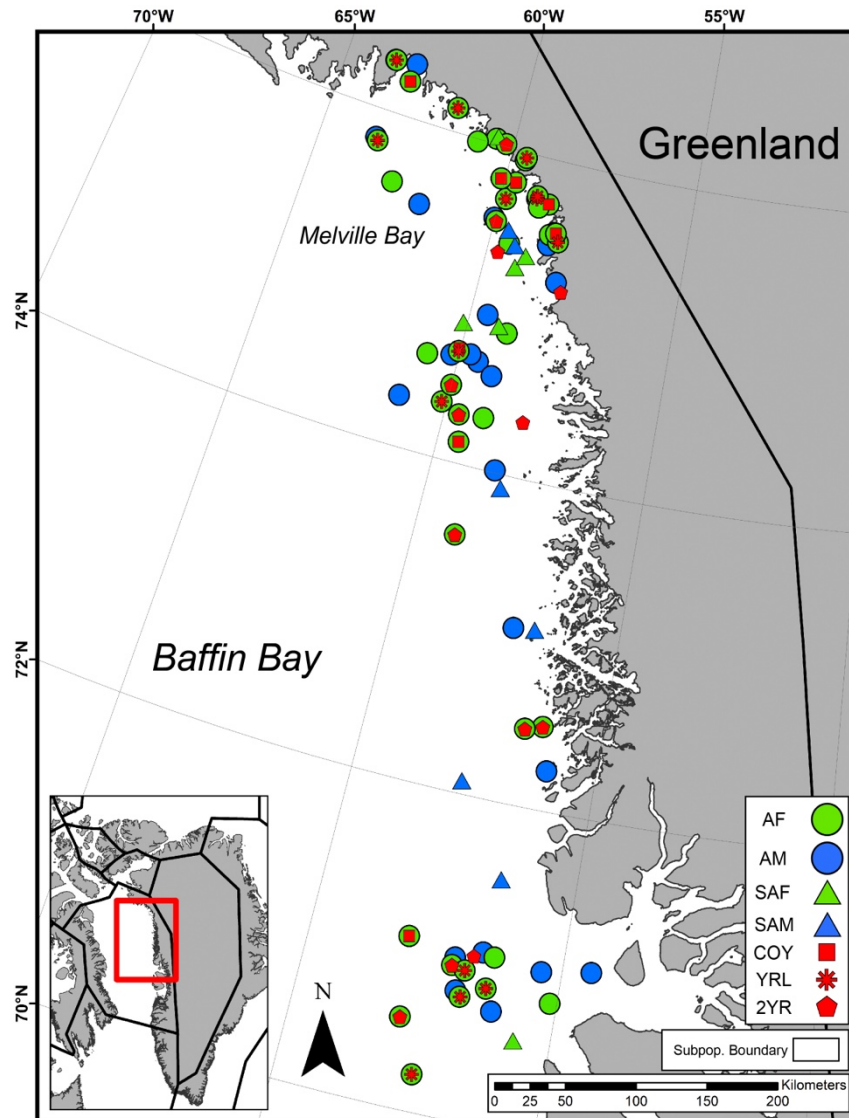 70°W 65°W 60°W 55°W
Greenland
Melville Bay
74°N
Baffin Bay
72°N
70°N
AF
AM
SAF
SAM
COY
YRL
2YR
Subpop. Boundary
N
Kilometers
0 25 50 100 150 200